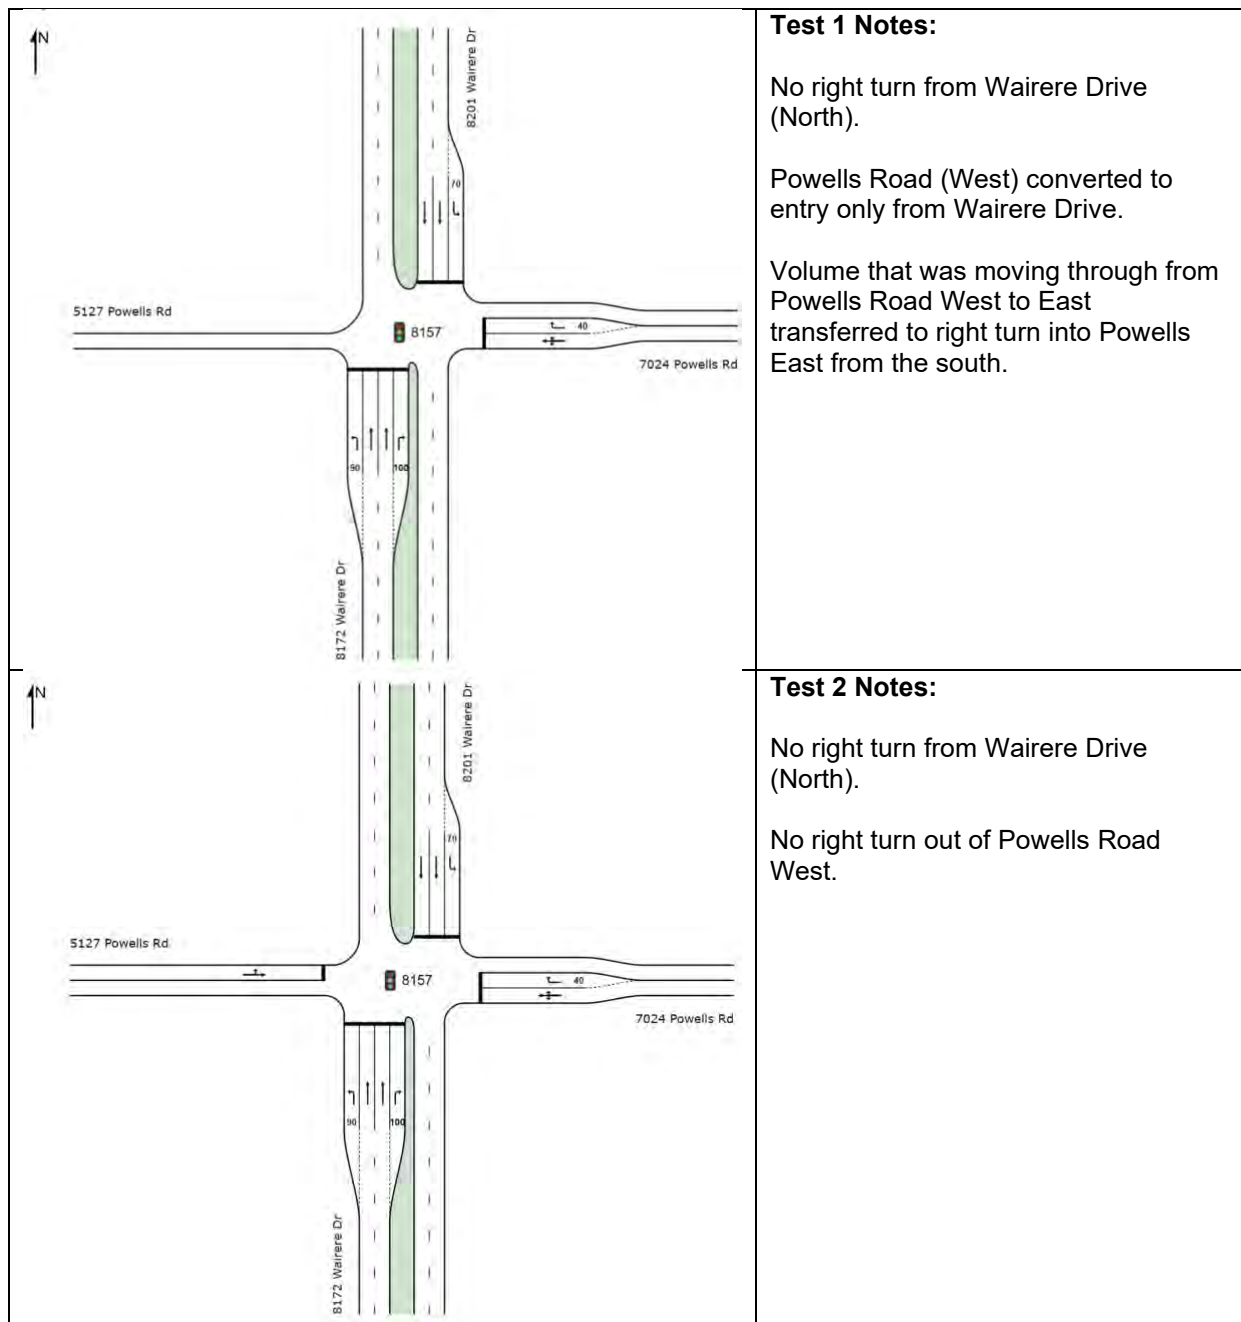 N
8201 Wairere Dr
70
5127 Powells Rd
8157
40
7024 Powells Rd
90
100
8172 Wairere Dr
Test 1 Notes:
No right turn from Wairere Drive
(North).
Powells Road (West) converted to
entry only from Wairere Drive.
Volume that was moving through from
Powells Road West to East
transferred to right turn into Powells
East from the south.
N
8201 Wairere Dr
70
5127 Powells Rd
8157
40
7024 Powells Rd
90
100
8172 Wairere Dr
Test 2 Notes:
No right turn from Wairere Drive
(North).
No right turn out of Powells Road
West.